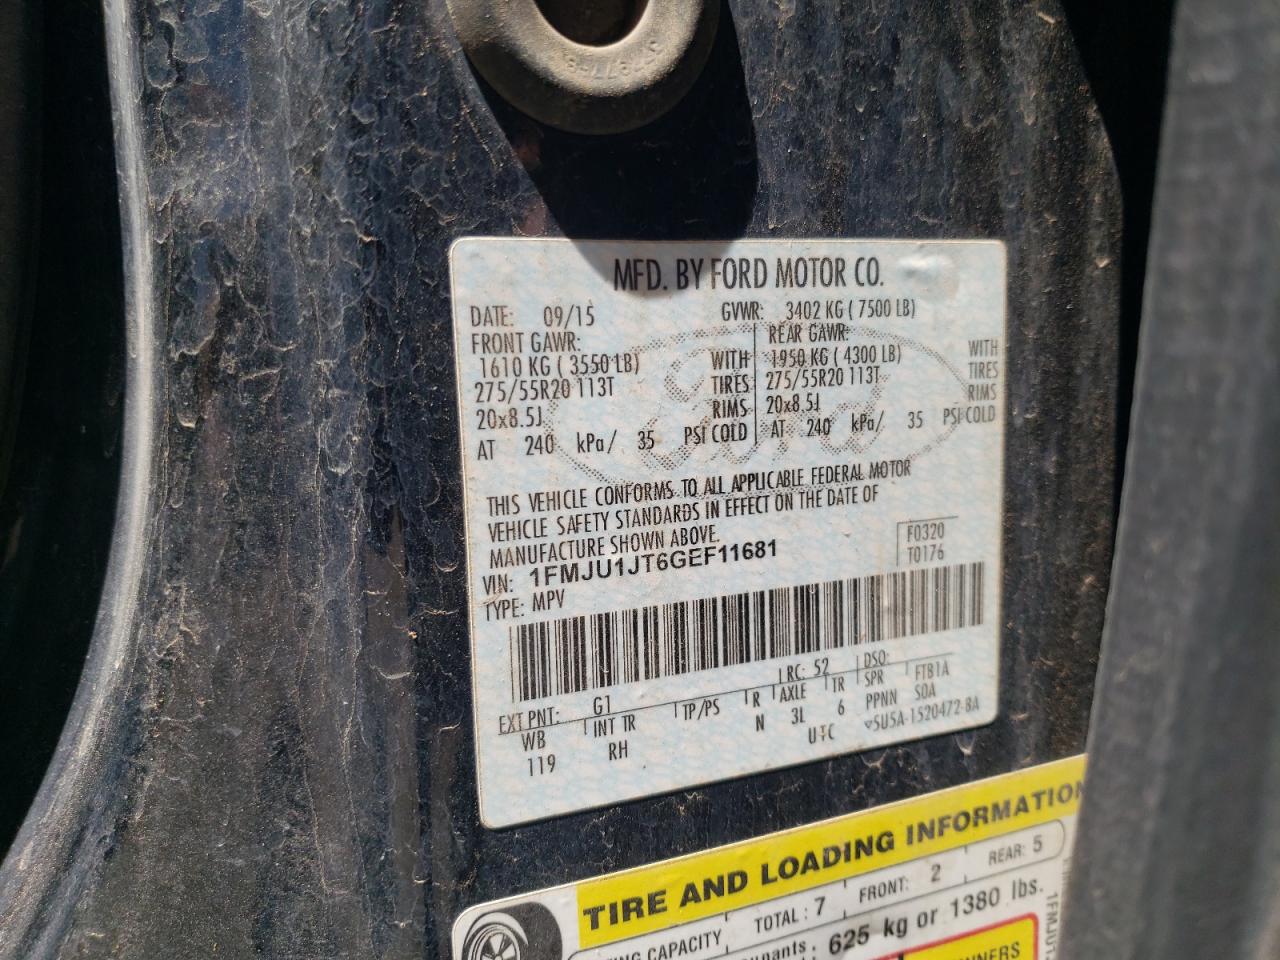 MFD. BY FORD MOTOR CO.
DATE: 09/15 GVWR: 3402 KG ( 7500 LB)
FRONT GAWR: REAR GAWR:
1610 KG ( 3550 LB) WITH 1950 KG ( 4300 LB) WITH
275/55R20 113T TIRES 275/55R20 113T TIRES
20x8.5J RIMS 20x8.5J RIMS
AT 240 kPa/ 35 PSI COLD AT 240 kPa/ 35 PSI COLD
Ford
THIS VEHICLE CONFORMS TO ALL APPLICABLE FEDERAL MOTOR
VEHICLE SAFETY STANDARDS IN EFFECT ON THE DATE OF
MANUFACTURE SHOWN ABOVE.
VIN: 1FMJU1JT6GEF11681
F0320
T0176
TYPE: MPV
EXT PNT: G1 RC: 52 DSO:
WB INT TR TP/PS R AXLE TR SPR FTB1A
119 RH N 3L 6 PPNN SOA
UTC 5U5A-1520472-BA
TIRE AND LOADING INFORMATION
CAPACITY TOTAL : 7 FRONT: 2 REAR: 5
625 kg or 1380 lbs.